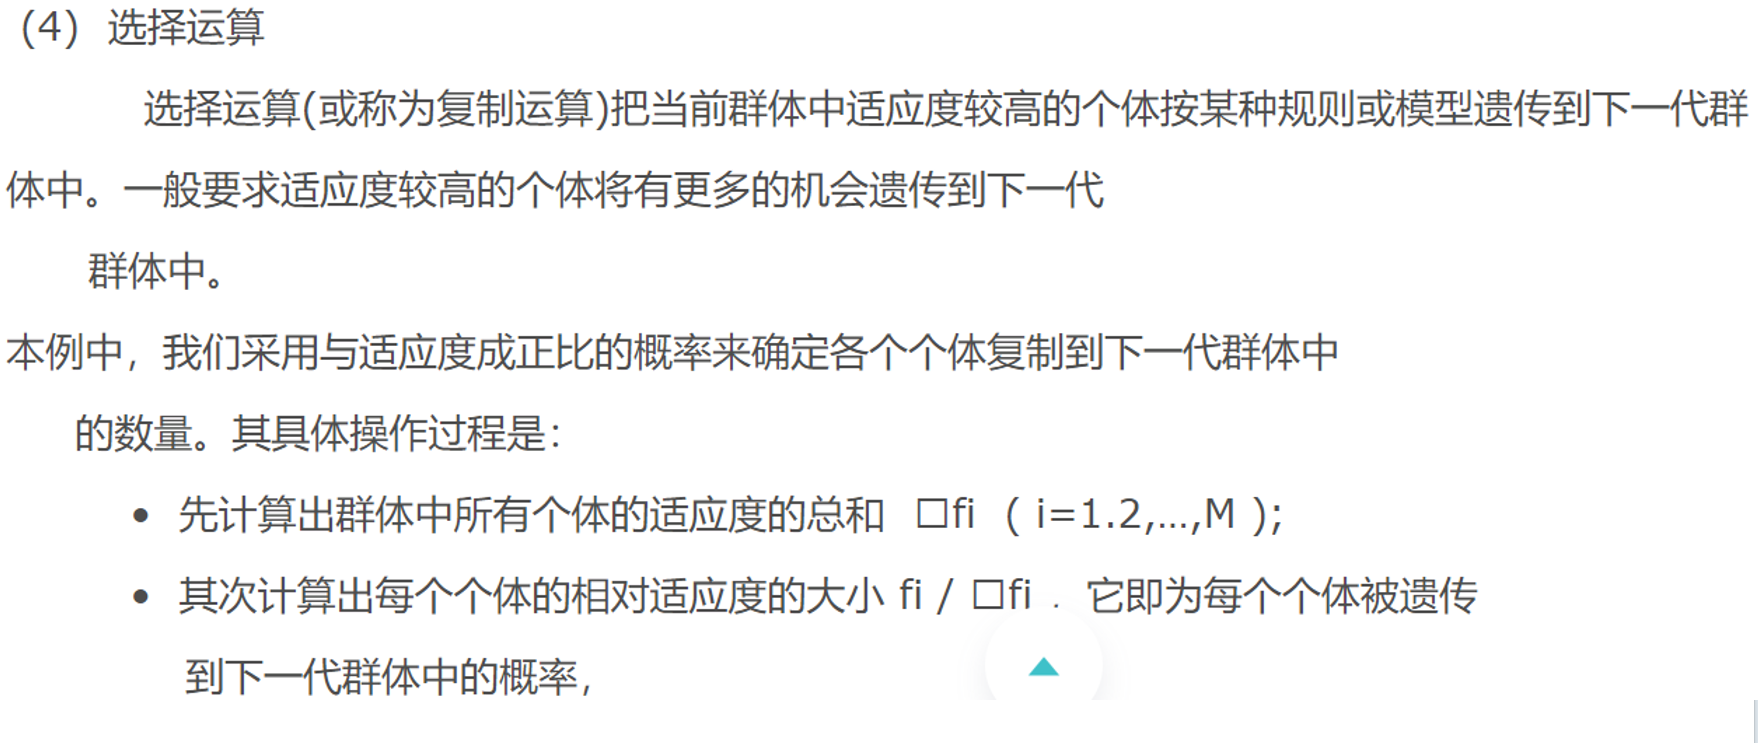 (4) 选择运算
选择运算(或称为复制运算)把当前群体中适应度较高的个体按某种规则或模型遗传到下一代群
体中。一般要求适应度较高的个体将有更多的机会遗传到下一代
群体中。
本例中，我们采用与适应度成正比的概率来确定各个个体复制到下一代群体中
的数量。其具体操作过程是：
• 先计算出群体中所有个体的适应度的总和 □fi ( i=1.2,…,M );
• 其次计算出每个个体的相对适应度的大小 fi / □fi ，它即为每个个体被遗传
到下一代群体中的概率，